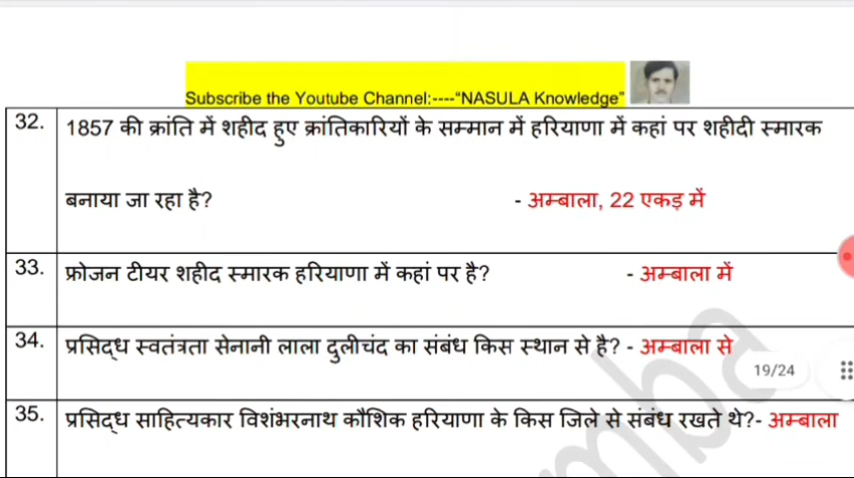 Subscribe the Youtube Channel:----“NASULA Knowledge”
32. 1857 की क्रांति में शहीद हुए क्रांतिकारियों के सम्मान में हरियाणा में कहां पर शहीदी स्मारक
बनाया जा रहा है? - अम्बाला, 22 एकड़ में
33. फ्रोजन टीयर शहीद स्मारक हरियाणा में कहां पर है? - अम्बाला में
34. प्रसिद्ध स्वतंत्रता सेनानी लाला दुलीचंद का संबंध किस स्थान से है? - अम्बाला से
19/24
35. प्रसिद्ध साहित्यकार विशंभरनाथ कौशिक हरियाणा के किस जिले से संबंध रखते थे?- अम्बाला